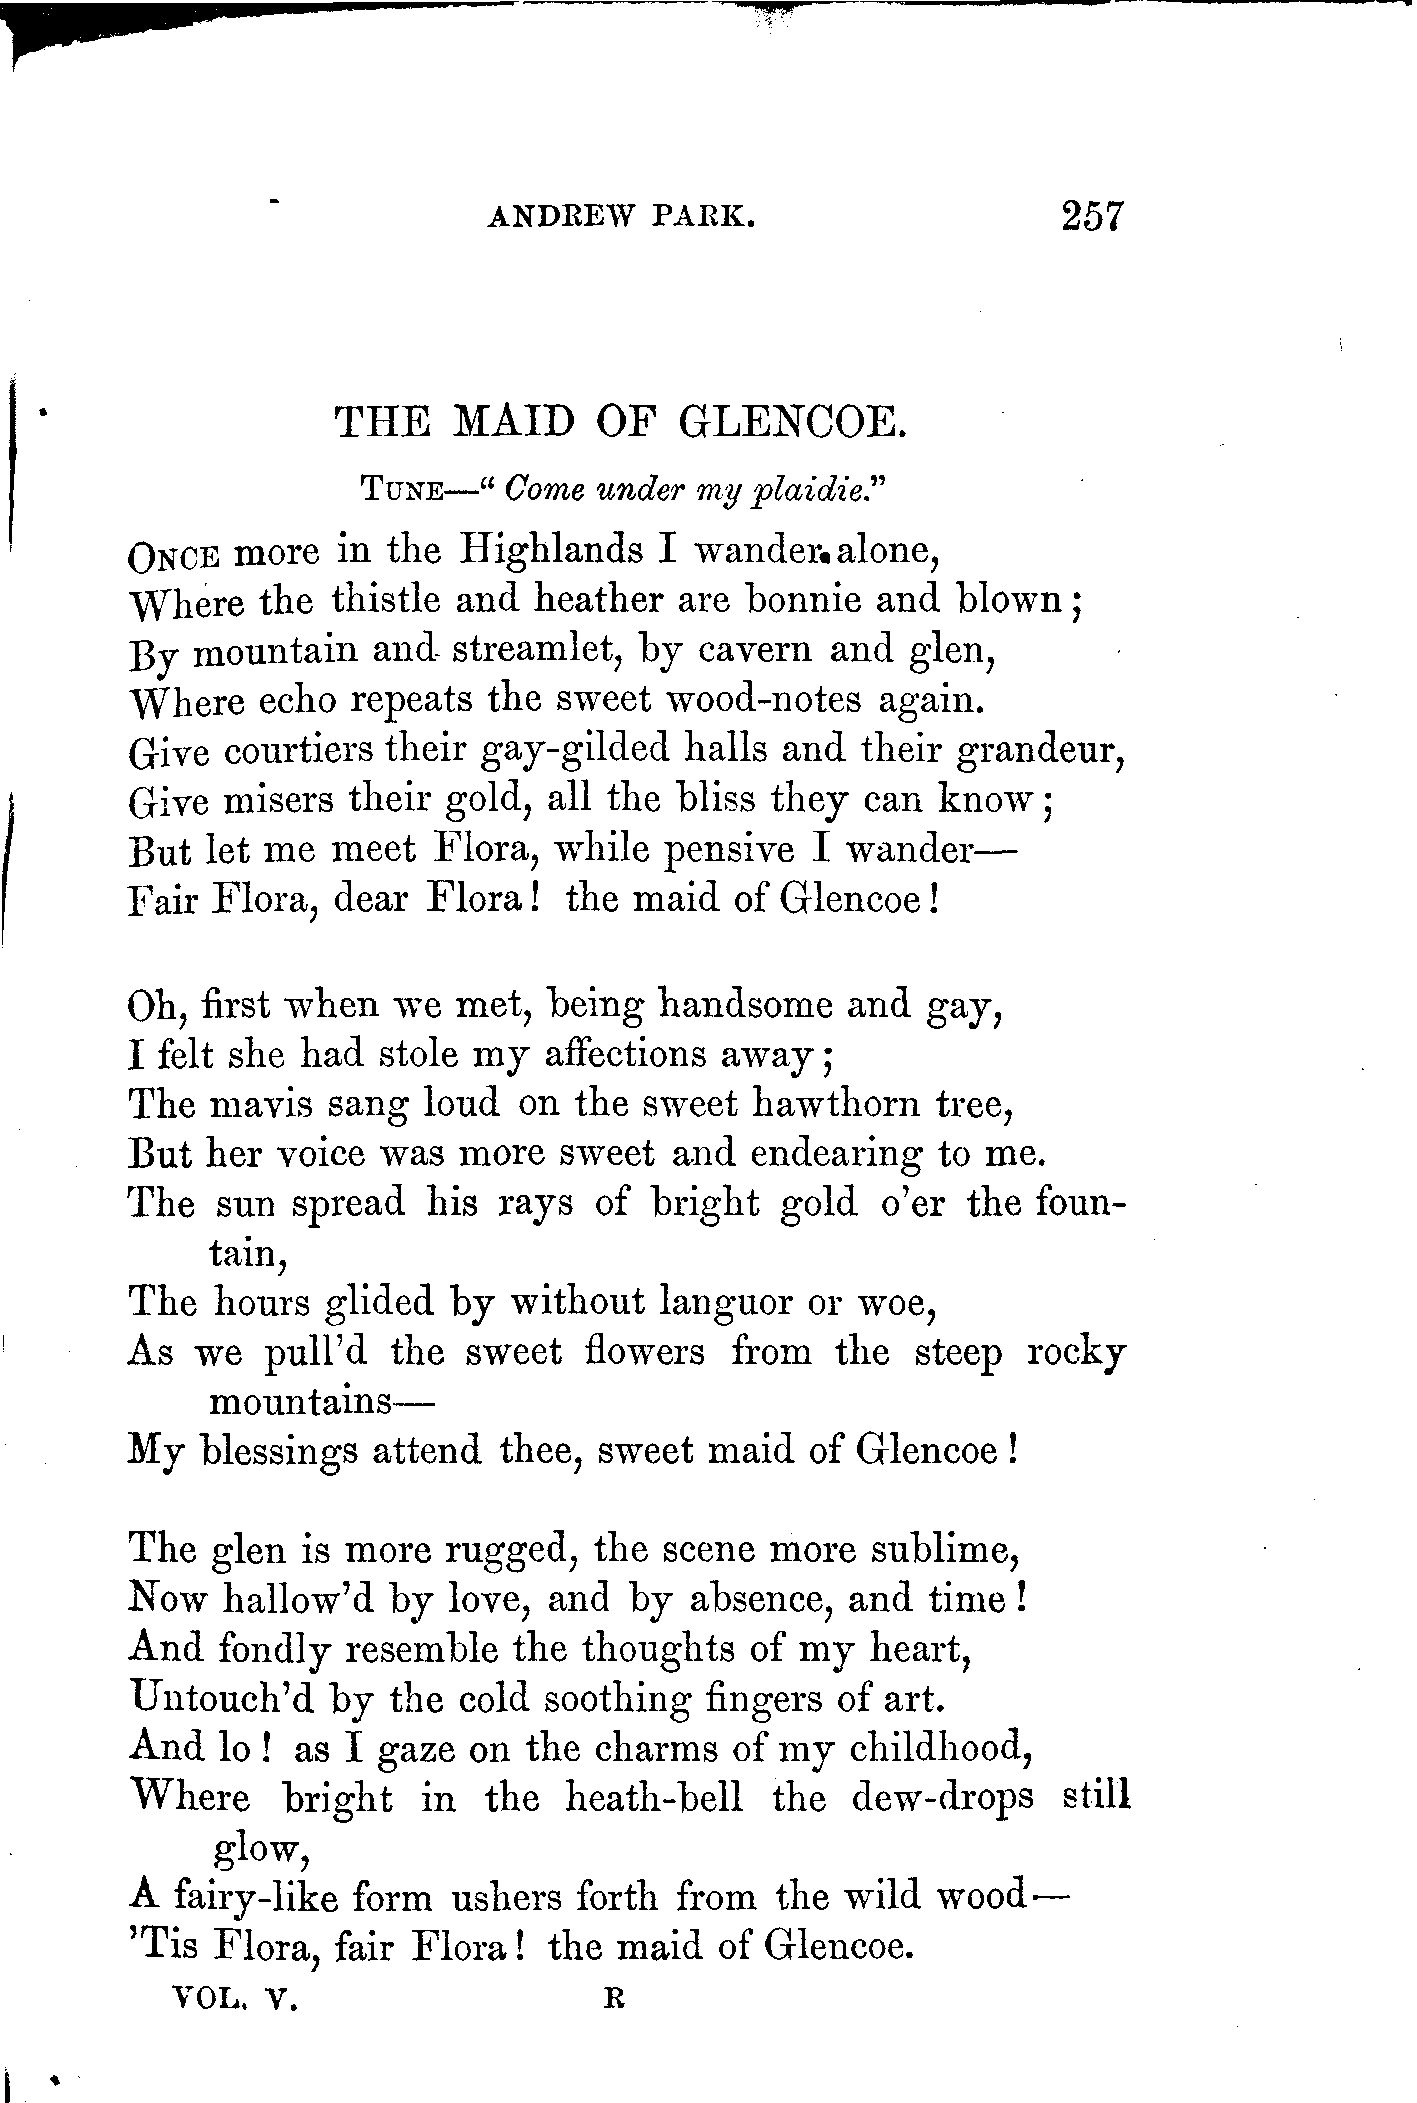 ANDREW PARK. 257
THE MAID OF GLENCOE.
TUNE—“Come under my plaidie.”
ONCE more in the Highlands I wander alone,
Where the thistle and heather are bonnie and blown;
By mountain and streamlet, by cavern and glen,
Where echo repeats the sweet wood-notes again.
Give courtiers their gay-gilded halls and their grandeur,
Give misers their gold, all the bliss they can know;
But let me meet Flora, while pensive I wander—
Fair Flora, dear Flora! the maid of Glencoe!
Oh, first when we met, being handsome and gay,
I felt she had stole my affections away;
The mavis sang loud on the sweet hawthorn tree,
But her voice was more sweet and endearing to me.
The sun spread his rays of bright gold o’er the foun-
tain,
The hours glided by without languor or woe,
As we pull’d the sweet flowers from the steep rocky
mountains—
My blessings attend thee, sweet maid of Glencoe!
The glen is more rugged, the scene more sublime,
Now hallow’d by love, and by absence, and time!
And fondly resemble the thoughts of my heart,
Untouch’d by the cold soothing fingers of art.
And lo! as I gaze on the charms of my childhood,
Where bright in the heath-bell the dew-drops still
glow,
A fairy-like form ushers forth from the wild wood—
’Tis Flora, fair Flora! the maid of Glencoe.
VOL. V. R